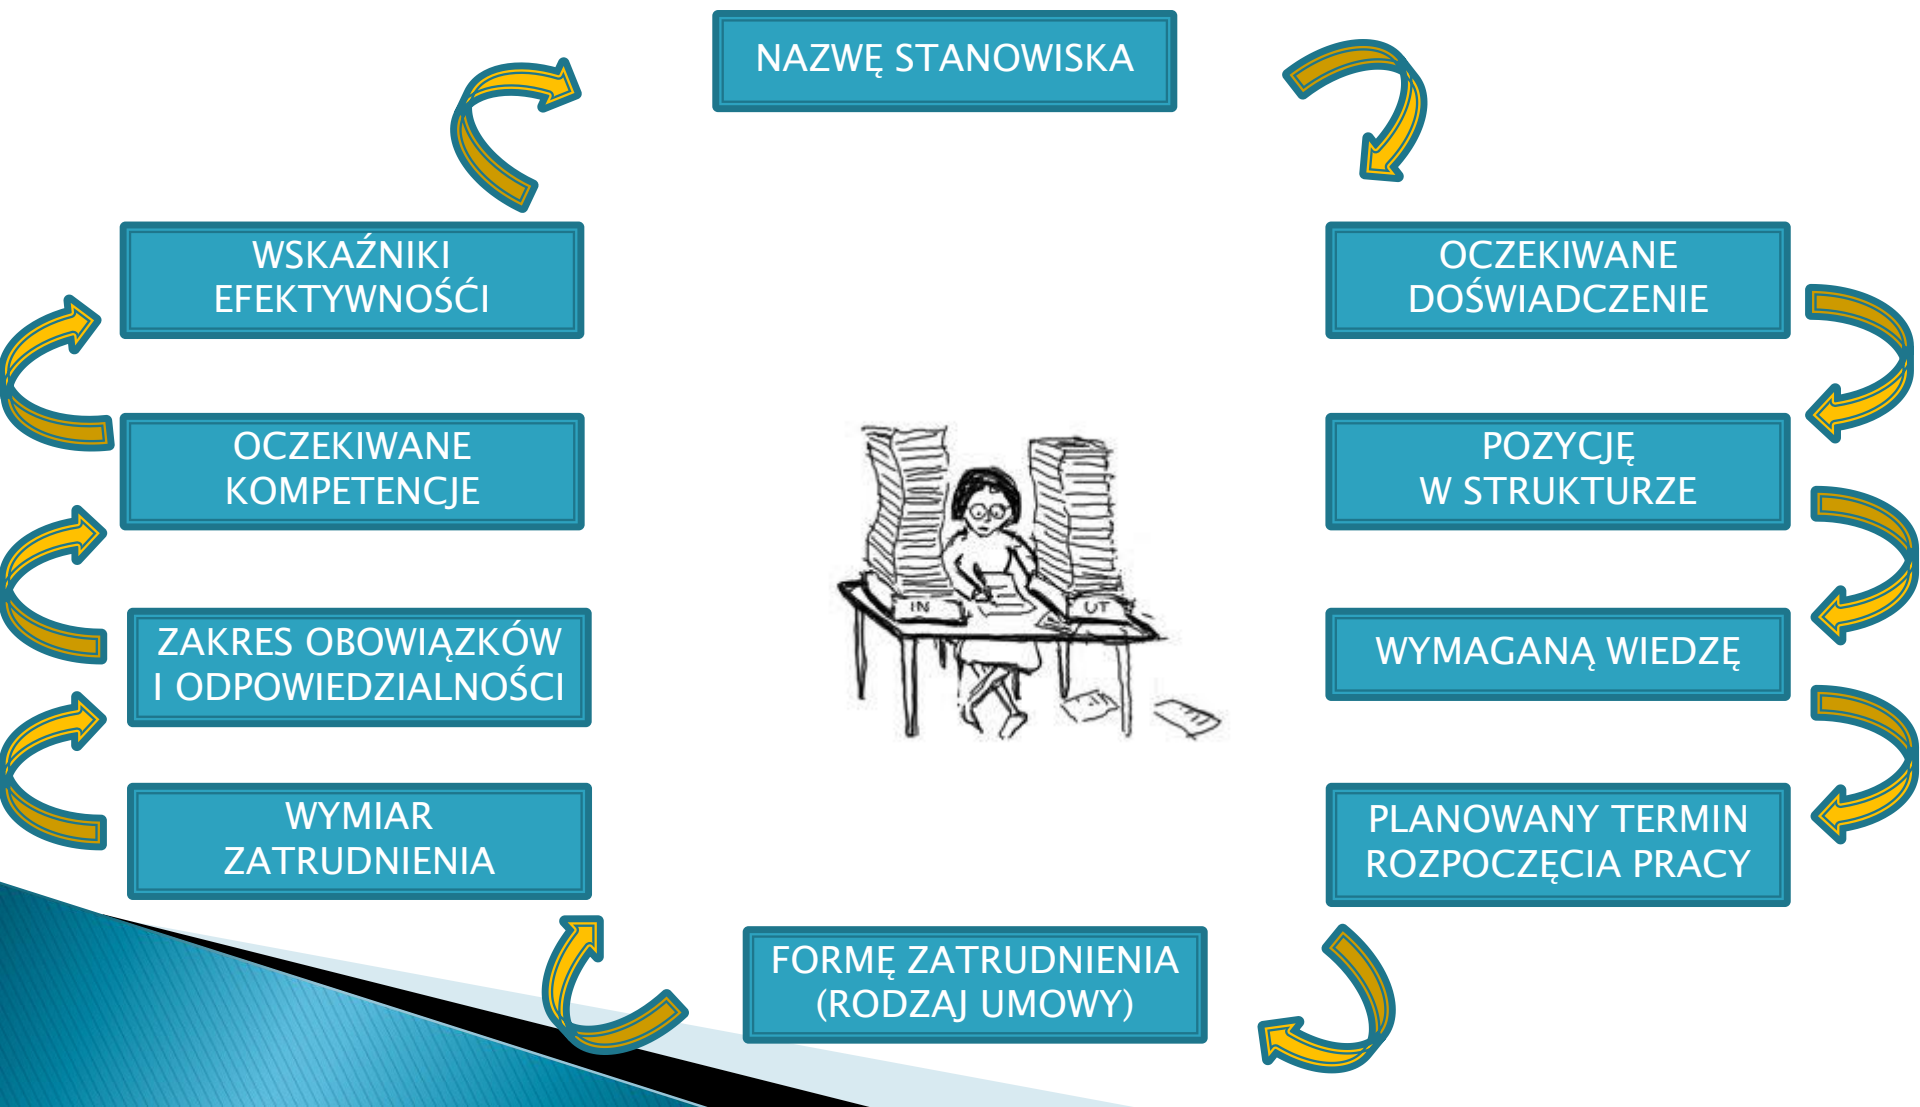 NAZWĘ STANOWISKA
WSKAŹNIKI
EFEKTYWNOŚĆI
OCZEKIWANE
DOŚWIADCZENIE
OCZEKIWANE
KOMPETENCJE
POZYCJĘ
W STRUKTURZE
IN
UT
ZAKRES OBOWIĄZKÓW
I ODPOWIEDZIALNOŚCI
WYMAGANĄ WIEDZĘ
WYMIAR
ZATRUDNIENIA
PLANOWANY TERMIN
ROZPOCZĘCIA PRACY
FORMĘ ZATRUDNIENIA
(RODZAJ UMOWY)